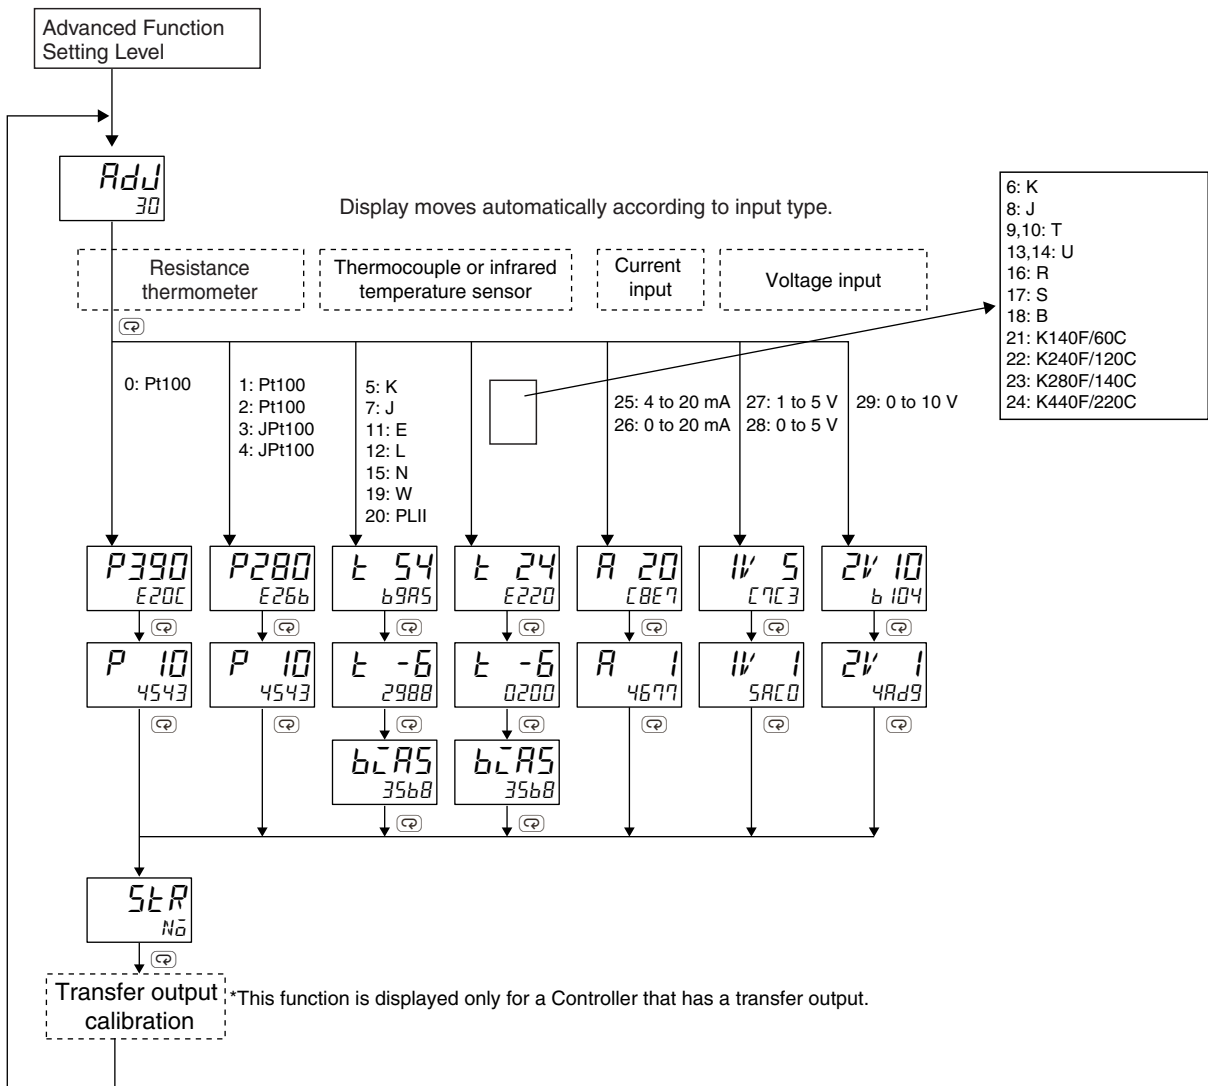 Advanced Function
Setting Level
AdJ
30
Display moves automatically according to input type.
Resistance
thermometer
Thermocouple or infrared
temperature sensor
Current
input
Voltage input
6: K
8: J
9,10: T
13,14: U
16: R
17: S
18: B
21: K140F/60C
22: K240F/120C
23: K280F/140C
24: K440F/220C
0: Pt100
1: Pt100
2: Pt100
3: JPt100
4: JPt100
5: K
7: J
11: E
12: L
15: N
19: W
20: PLII
25: 4 to 20 mA
26: 0 to 20 mA
27: 1 to 5 V
28: 0 to 5 V
29: 0 to 10 V
P390
E20C
P280
E26b
t 54
b9A5
t 24
E220
A 20
C8E7
1V 5
C7C3
2V 10
b104
P 10
4543
P 10
4543
t -6
2988
t -6
0200
A 1
4677
1V 1
5AC0
2V 1
4Ad9
biAS
35b8
biAS
35b8
StR
No
Transfer output
calibration
*This function is displayed only for a Controller that has a transfer output.